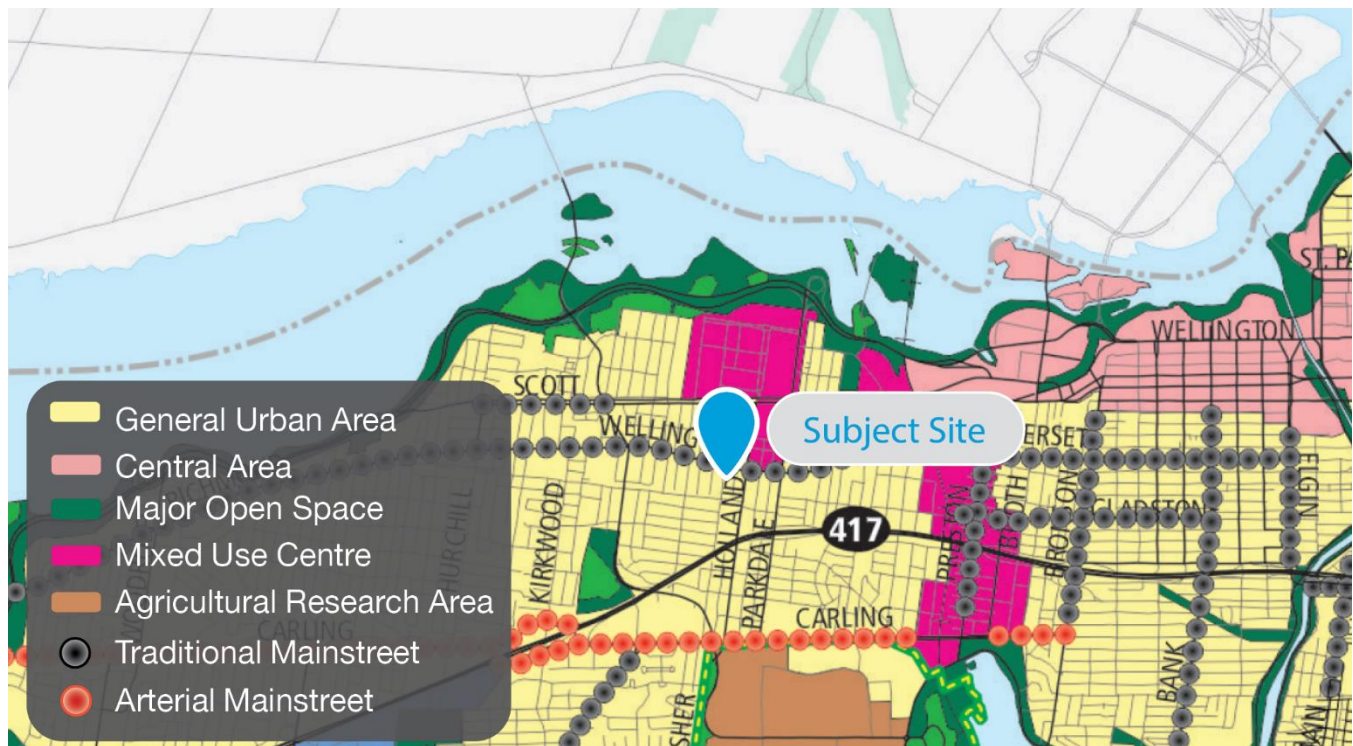 ST. PA
WELLINGTON
SCOTT
WELLING
Subject Site
ERSET
ELGIN
GLADSTON
BOOTH
BRONSON
PRESTON
417
HOLLAND
PARKDALE
KIRKWOOD
CHURCHILL
CARLING
CARLING
BANK
SHER
General Urban Area
Central Area
Major Open Space
Mixed Use Centre
Agricultural Research Area
Traditional Mainstreet
Arterial Mainstreet